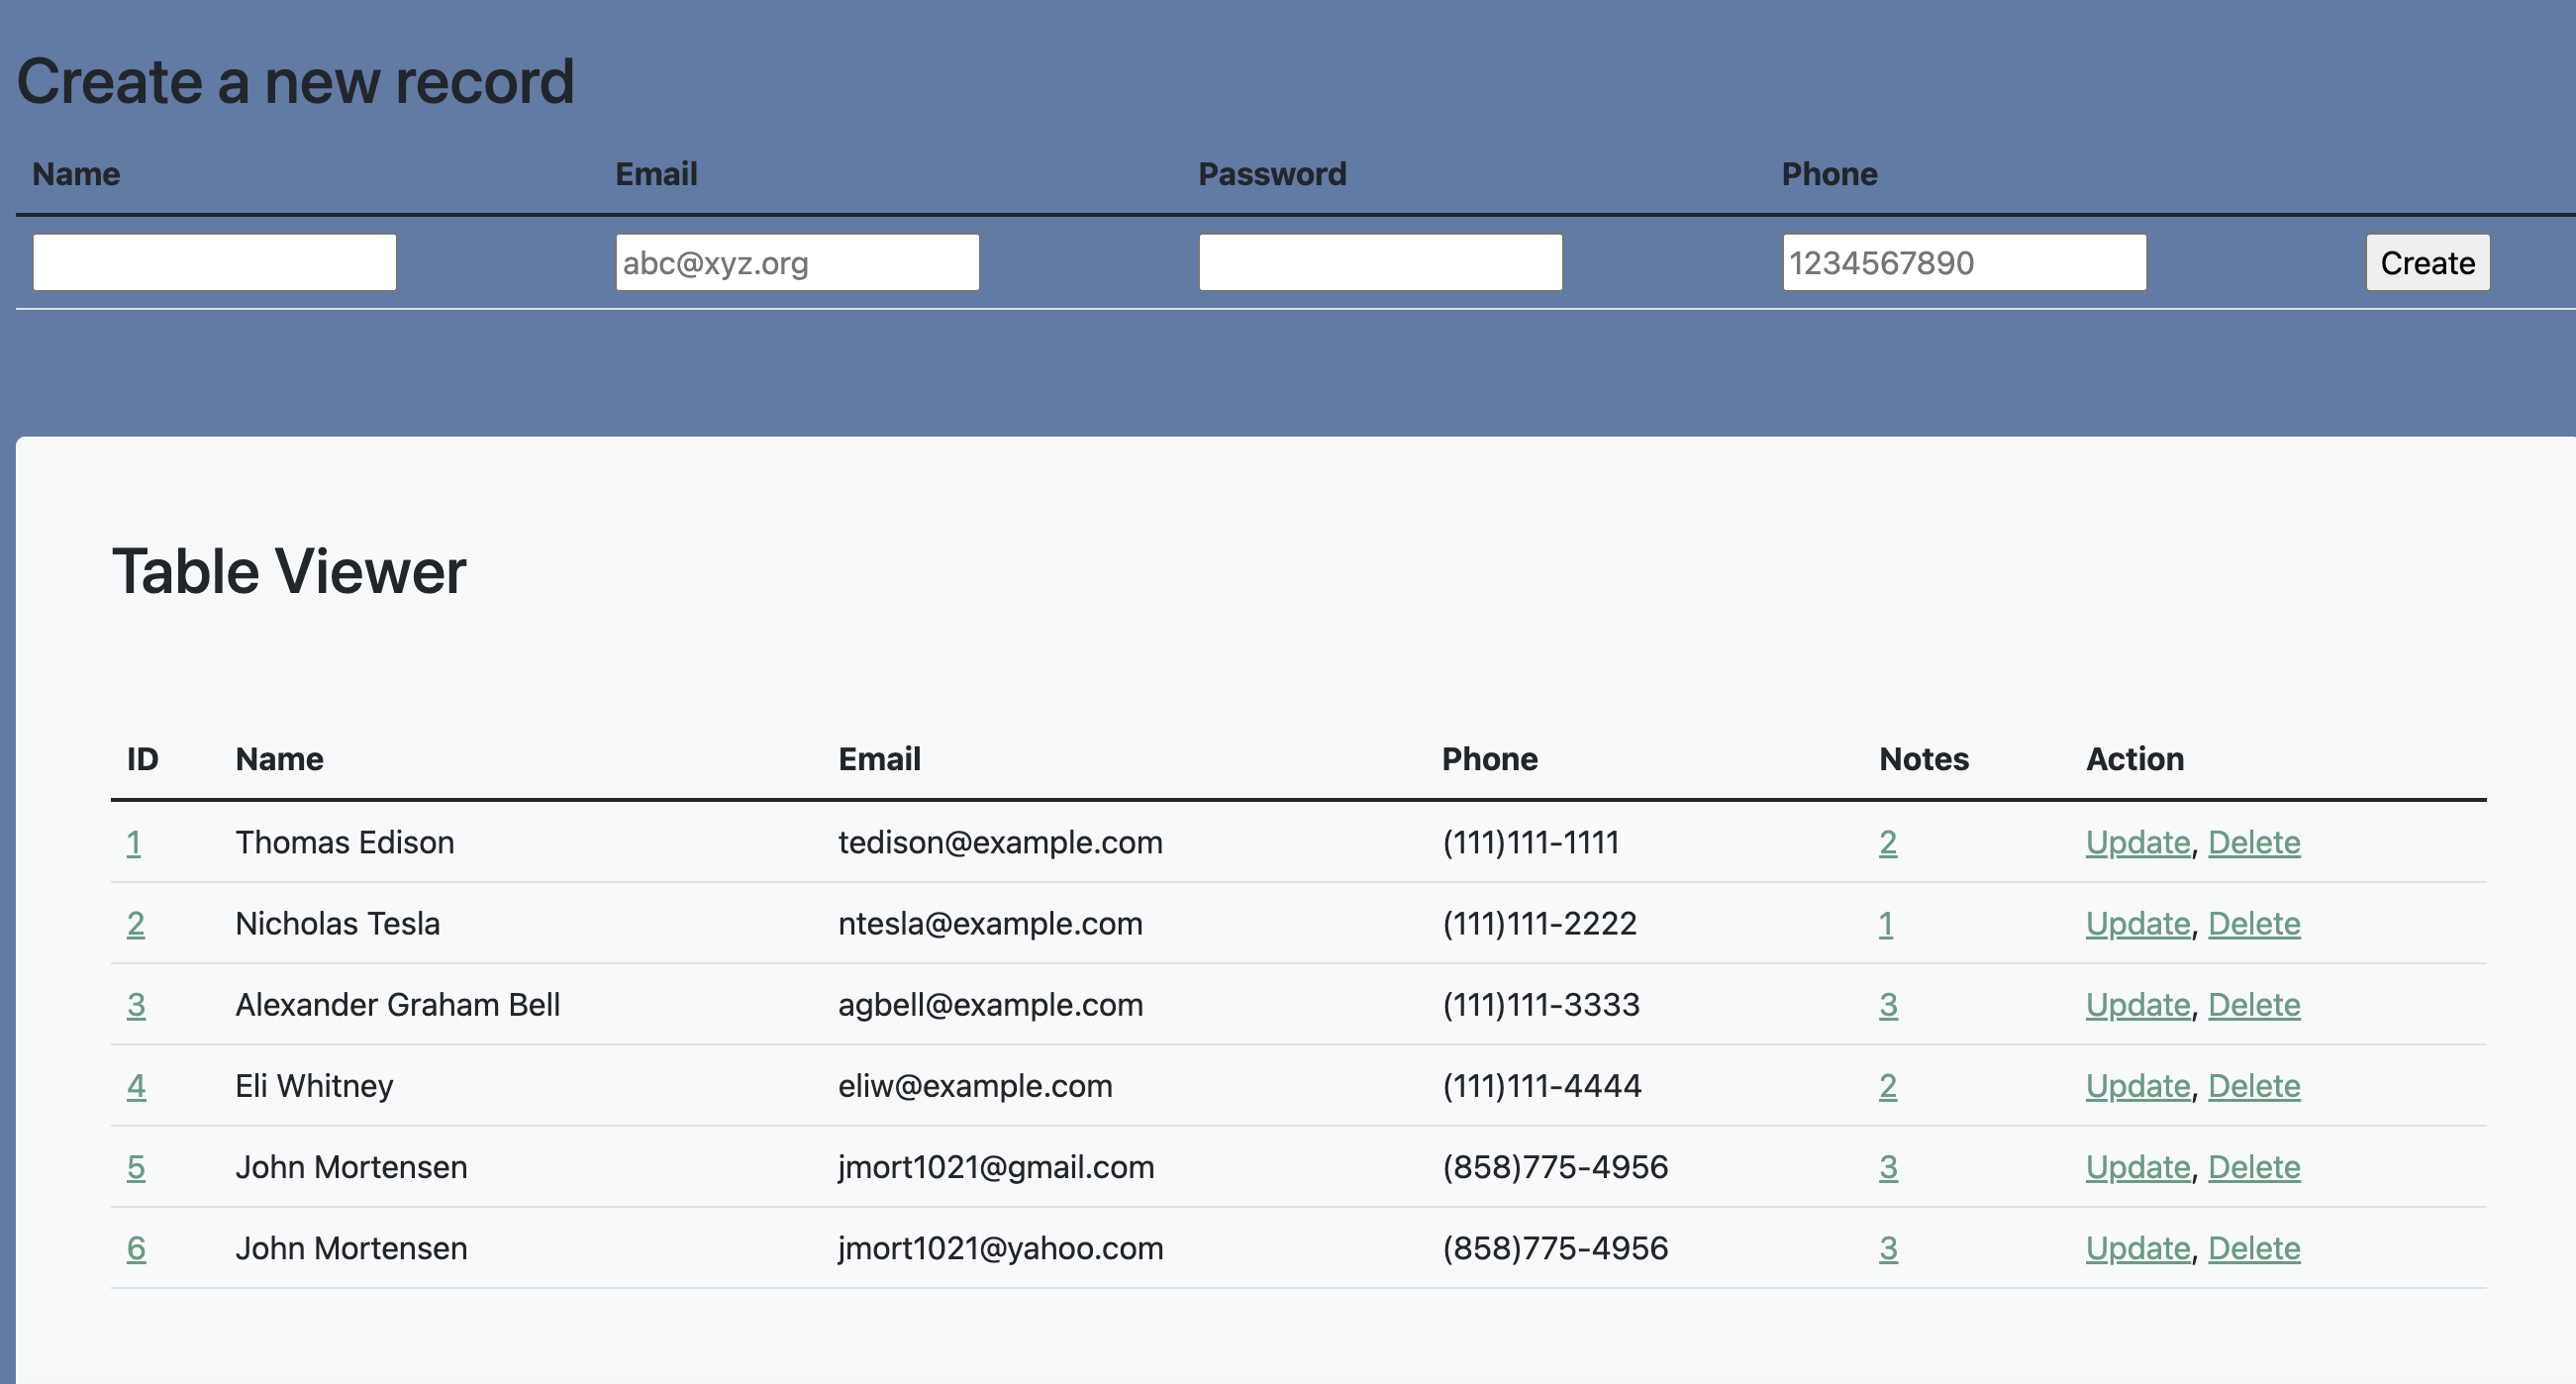 Create a new record
Name Email Password Phone
abc@xyz.org 1234567890 Create
Table Viewer
ID Name Email Phone Notes Action
1 Thomas Edison tedison@example.com (111)111-1111 2 Update, Delete
2 Nicholas Tesla ntesla@example.com (111)111-2222 1 Update, Delete
3 Alexander Graham Bell agbell@example.com (111)111-3333 3 Update, Delete
4 Eli Whitney eliw@example.com (111)111-4444 2 Update, Delete
5 John Mortensen jmort1021@gmail.com (858)775-4956 3 Update, Delete
6 John Mortensen jmort1021@yahoo.com (858)775-4956 3 Update, Delete